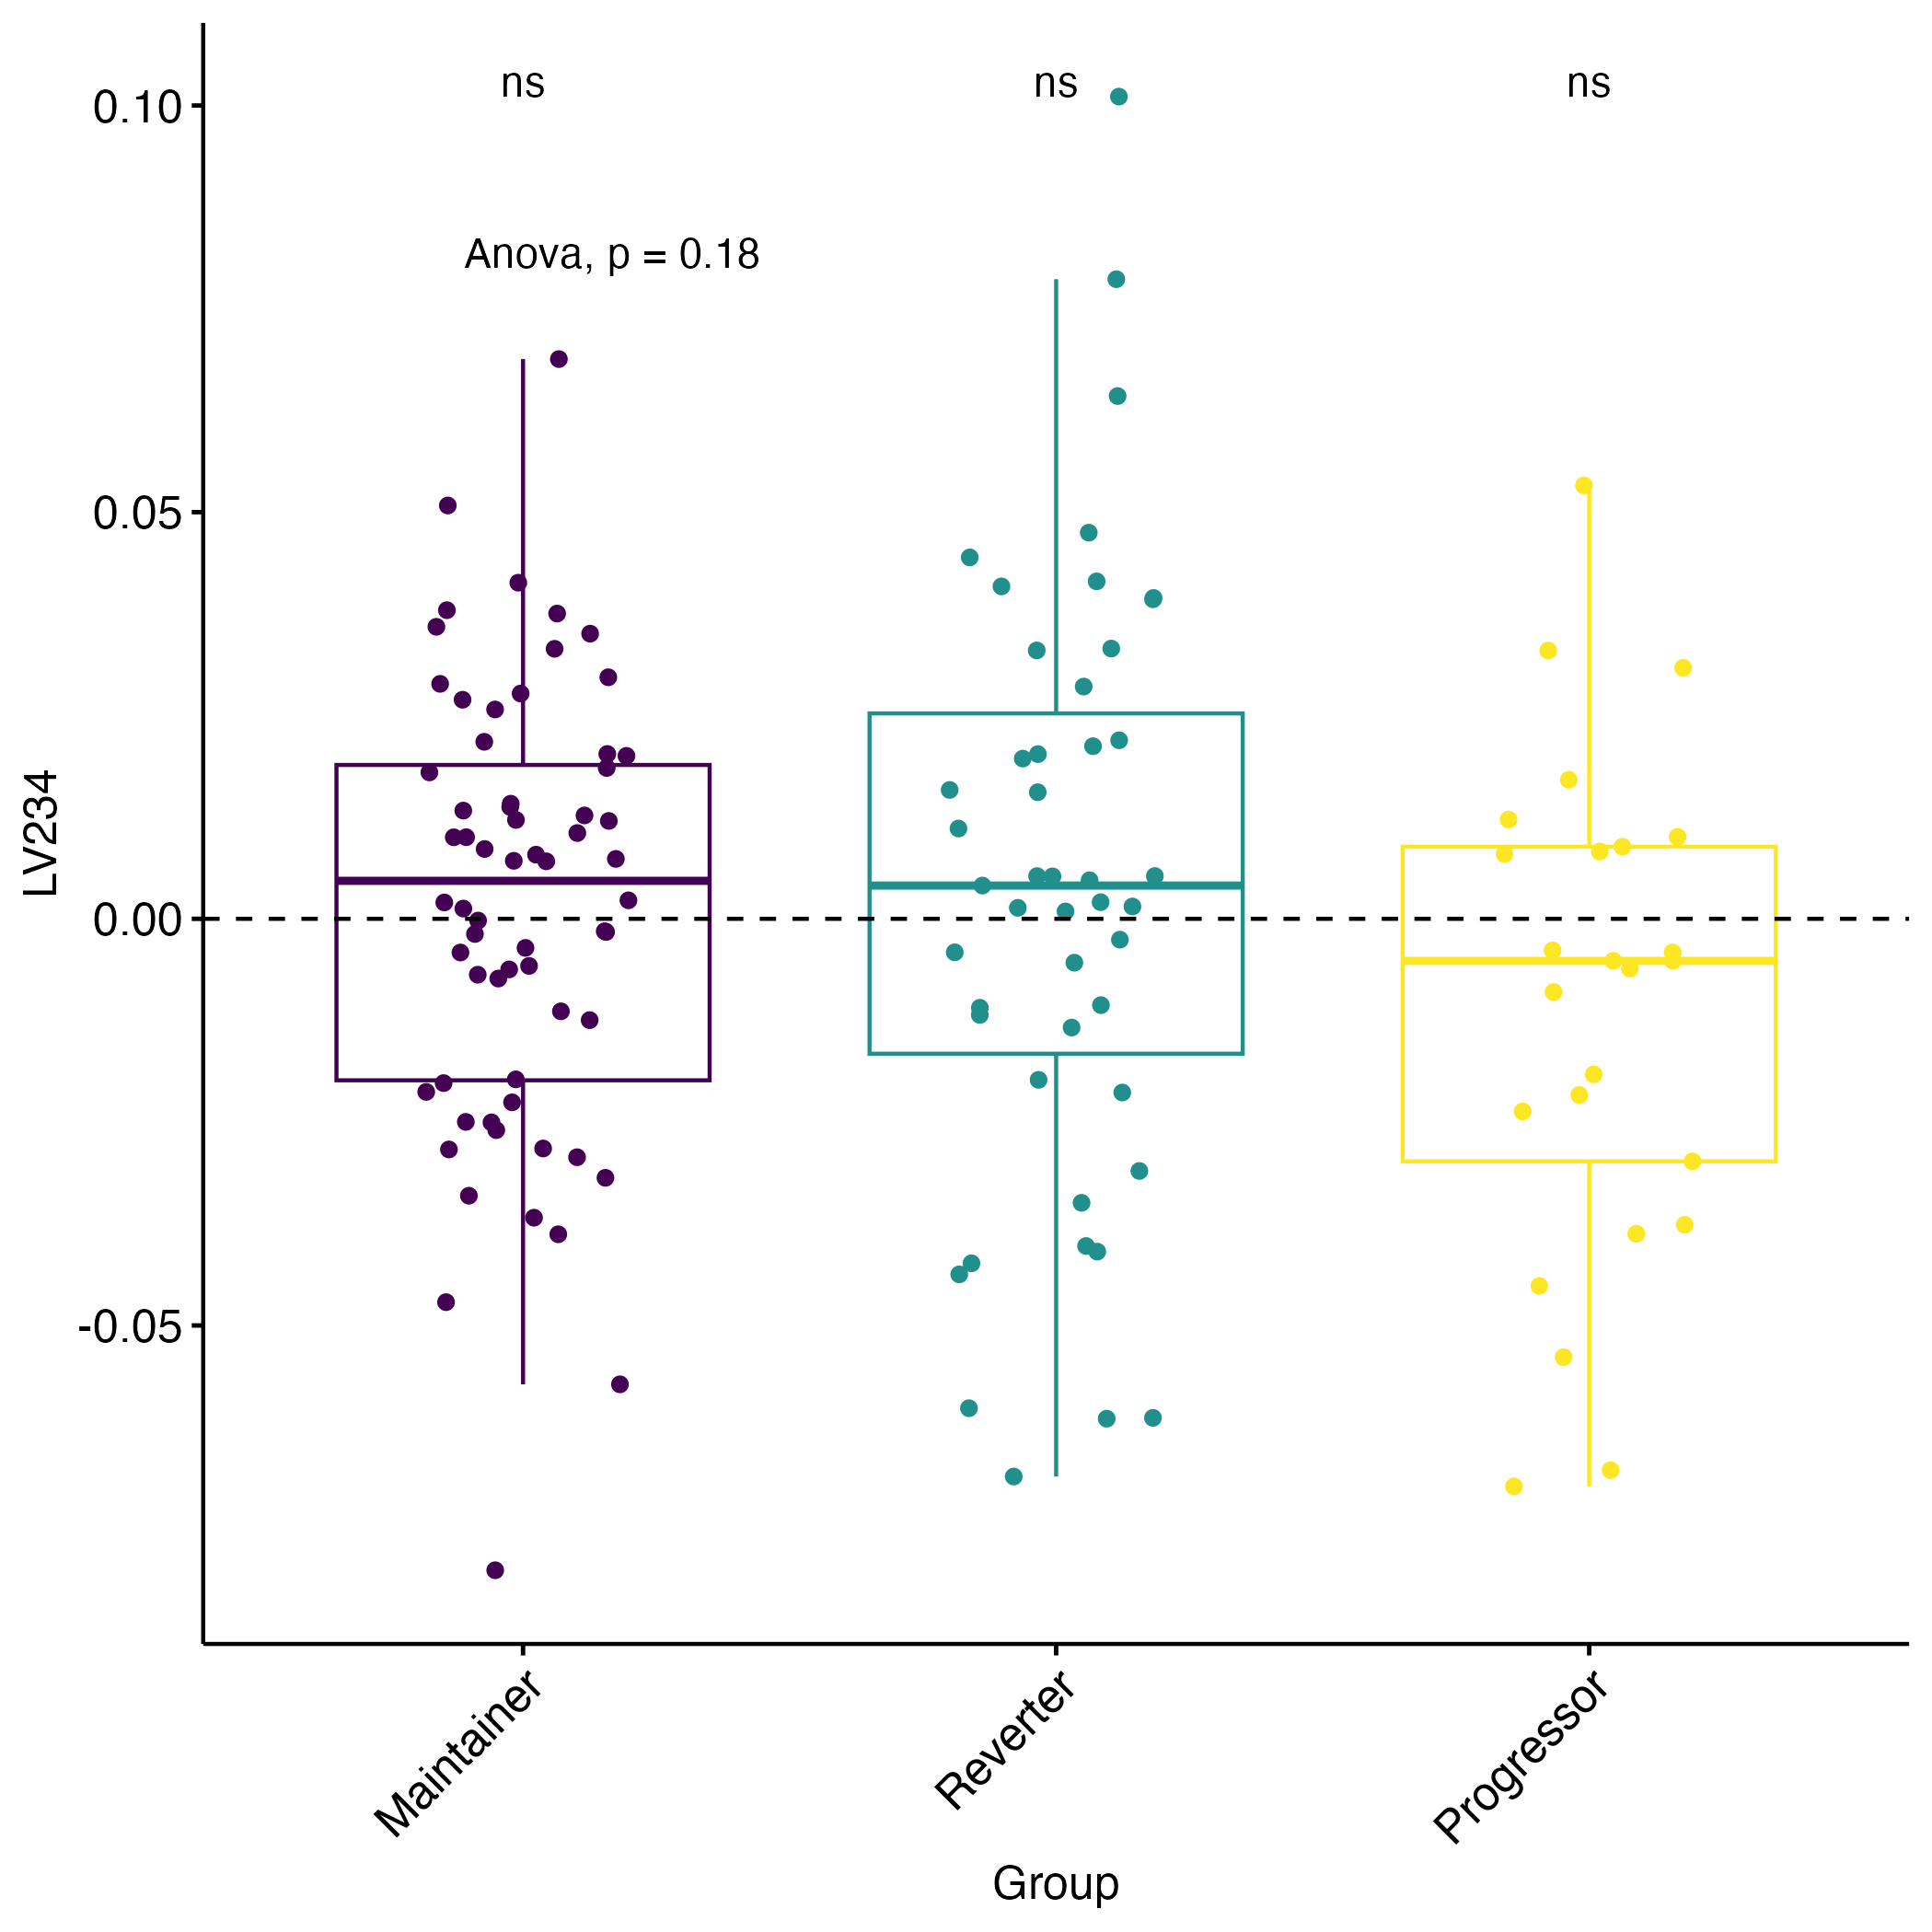 ns ns ns
Anova, p = 0.18
LV234
0.10
0.05
0.00
-0.05
Maintainer
Reverter
Progressor
Group